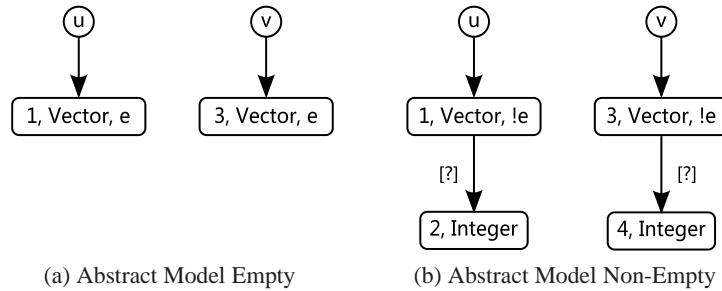 u v u v
1, Vector, e 3, Vector, e 1, Vector, !e 3, Vector, !e
[?] [?]
2, Integer 4, Integer
(a) Abstract Model Empty (b) Abstract Model Non-Empty